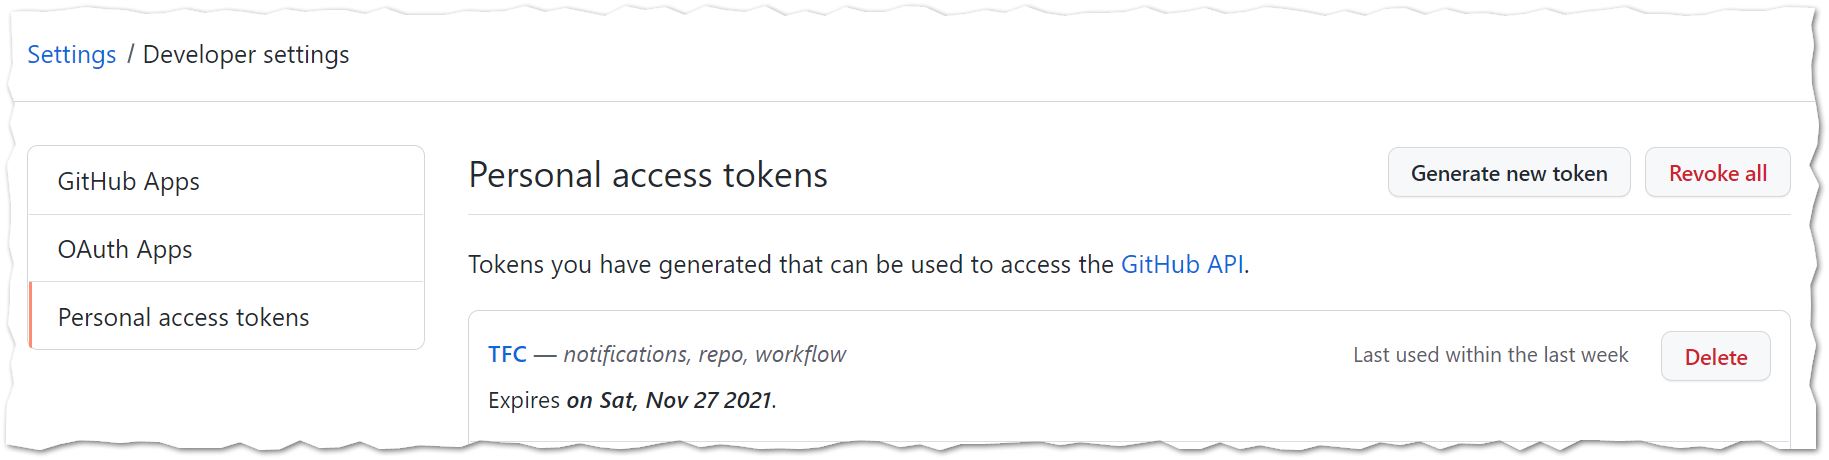 Settings / Developer settings
GitHub Apps
OAuth Apps
Personal access tokens
Personal access tokens
Generate new token
Revoke all
Tokens you have generated that can be used to access the GitHub API.
TFC — notifications, repo, workflow
Last used within the last week
Delete
Expires on Sat, Nov 27 2021.